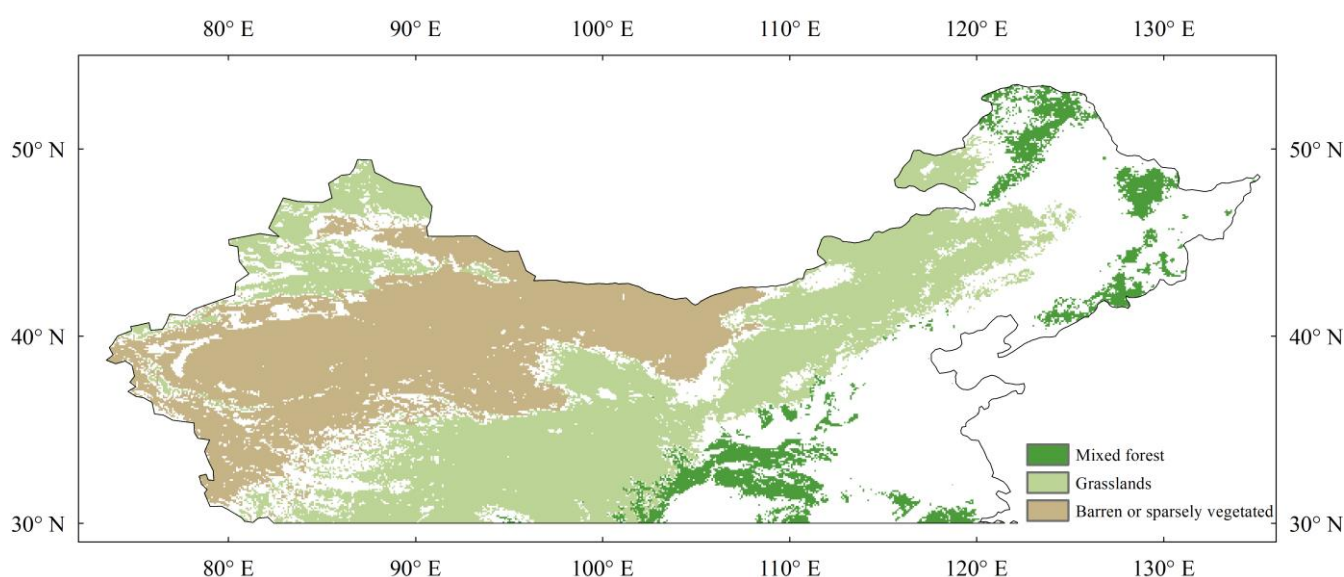 80° E 90° E 100° E 110° E 120° E 130° E
50° N 50° N
40° N 40° N
Mixed forest
Grasslands
Barren or sparsely vegetated
30° N 30° N
80° E 90° E 100° E 110° E 120° E 130° E